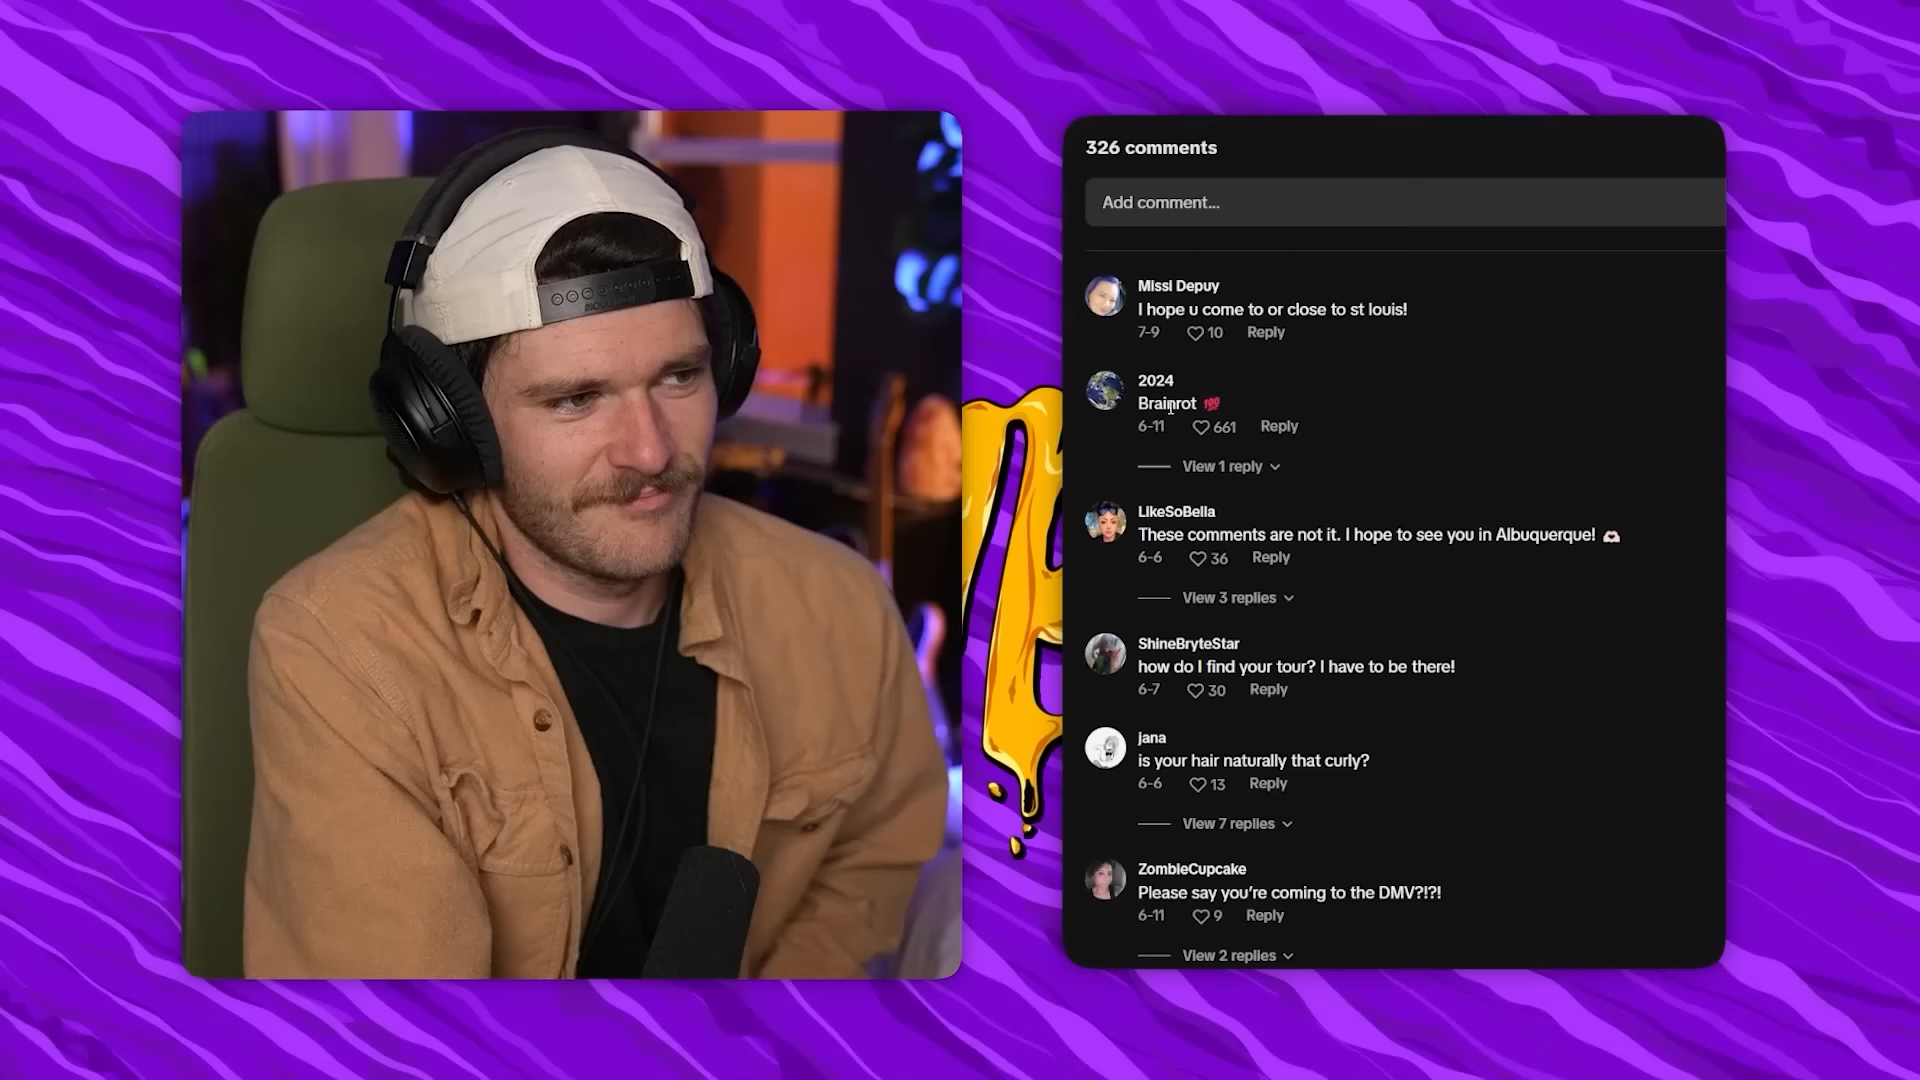 326 comments
Add comment...
Missi Depuy
I hope u come to or close to st louis!
7-9 10 Reply
2024
Brainrot 💯
6-11 661 Reply
View 1 reply
LikeSoBella
These comments are not it. I hope to see you in Albuquerque! 🫶🏻
6-6 36 Reply
View 3 replies
ShineBryteStar
how do I find your tour? I have to be there!
6-7 30 Reply
jana
is your hair naturally that curly?
6-6 13 Reply
View 7 replies
ZombieCupcake
Please say you’re coming to the DMV?!?!
6-11 9 Reply
View 2 replies